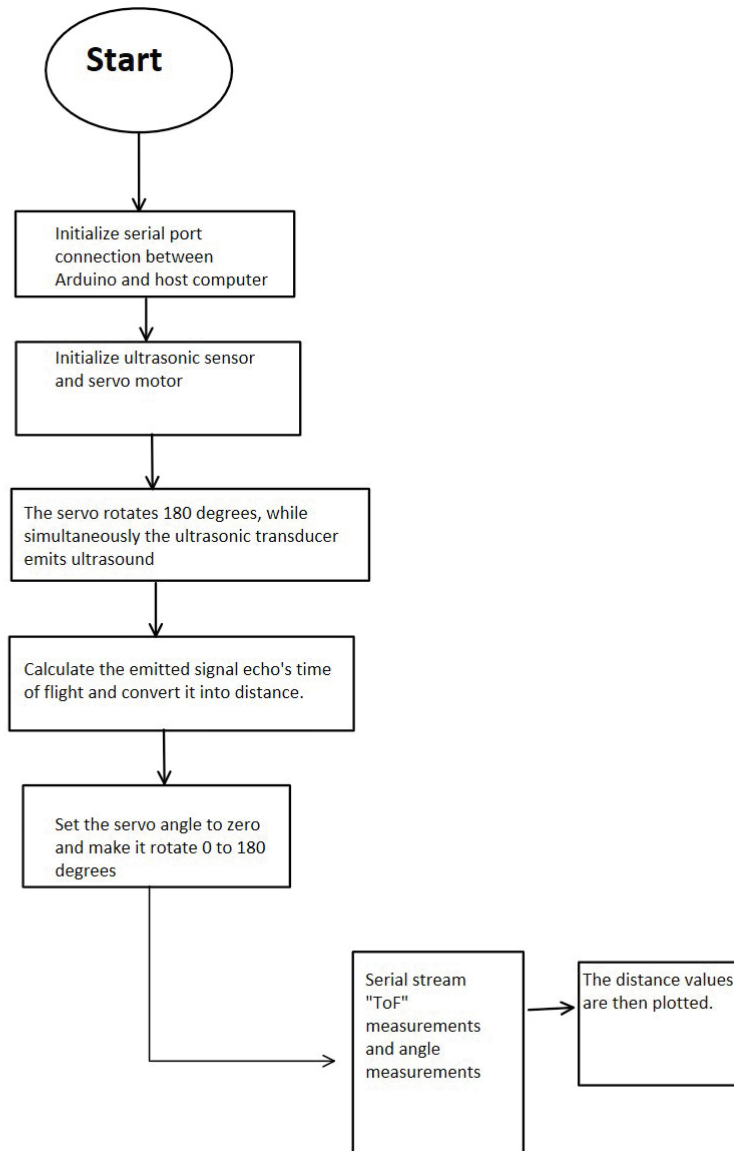 Start
Initialize serial port
connection between
Arduino and host computer
Initialize ultrasonic sensor
and servo motor
The servo rotates 180 degrees, while
simultaneously the ultrasonic transducer
emits ultrasound
Calculate the emitted signal echo's time
of flight and convert it into distance.
Set the servo angle to zero
and make it rotate 0 to 180
degrees
Serial stream
"ToF"
measurements
and angle
measurements
The distance values
are then plotted.